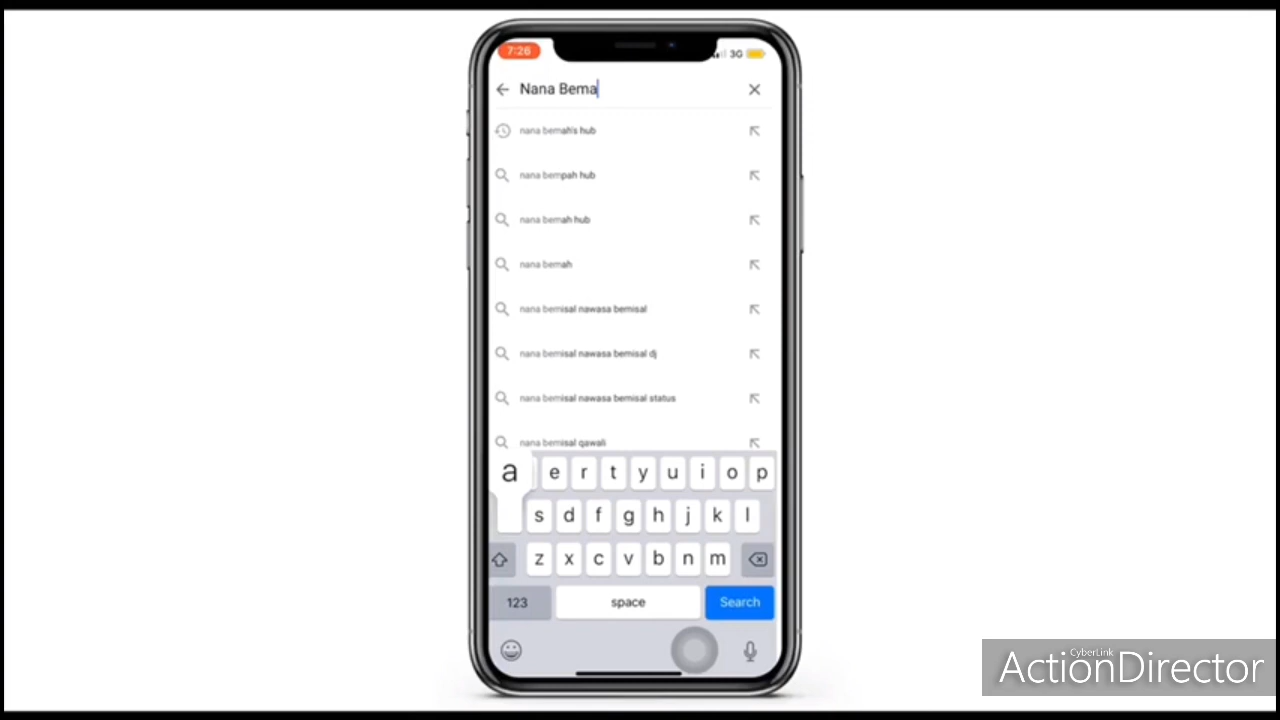 7:26
3G
Nana Bema
nana bemah's hub
nana bempah hub
nana bemah hub
nana bemah
nana bemisal nawasa bemisal
nana bemisal nawasa bemisal dj
nana bemisal nawasa bemisal status
nana bemisal qawali
a e r t y u i o p
s d f g h j k l
z x c v b n m
123 space Search
CyberLink
ActionDirector